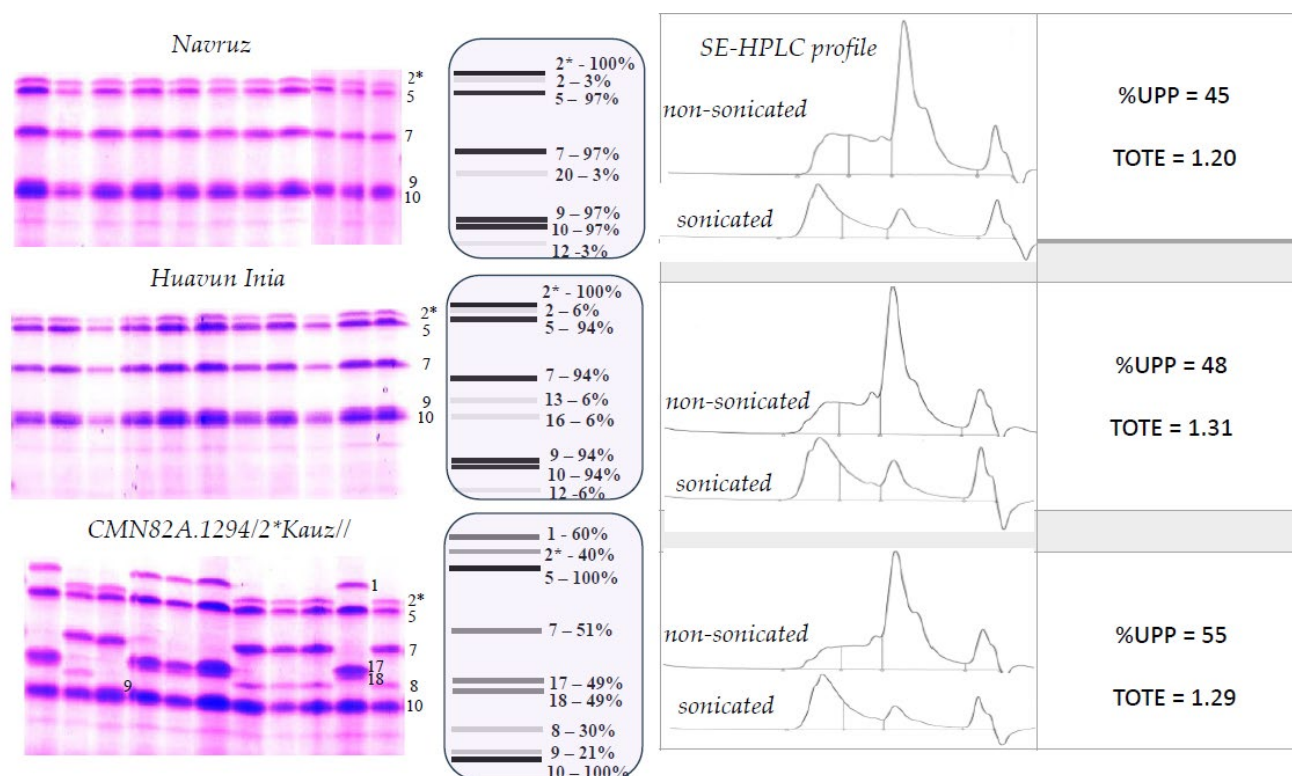 Navruz
2*
5
7
9
10
2* - 100%
2 – 3%
5 – 97%
7 – 97%
20 – 3%
9 – 97%
10 – 97%
12 -3%
SE-HPLC profile
non-sonicated
sonicated
%UPP = 45
TOTE = 1.20
Huavun Inia
2*
5
7
9
10
2* - 100%
2 – 6%
5 – 94%
7 – 94%
13 – 6%
16 – 6%
9 – 94%
10 – 94%
12 -6%
non-sonicated
sonicated
%UPP = 48
TOTE = 1.31
CMN82A.1294/2*Kauz//
1
2*
5
7
17
18
9
8
10
1 - 60%
2* - 40%
5 - 100%
7 – 51%
17 – 49%
18 – 49%
8 – 30%
9 – 21%
10 – 100%
non-sonicated
sonicated
%UPP = 55
TOTE = 1.29